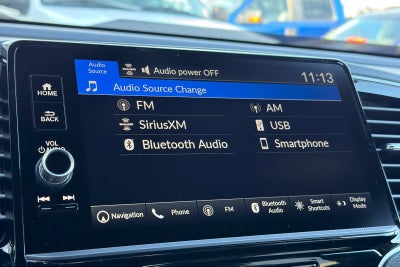 Audio
Source
Audio power OFF
11:13
HOME
Audio Source Change
BACK
FM
AM
SiriusXM
USB
VOL
AUDIO
Bluetooth Audio
Smartphone
Navigation
Phone
FM
Bluetooth
Audio
Smart
Shortcuts
Display
Mode